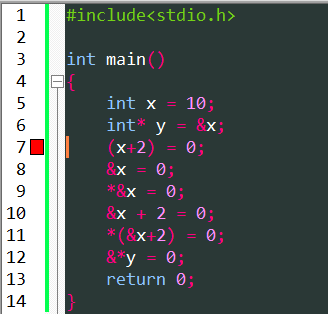 1 #include<stdio.h>
2
3 int main()
4 {
5 int x = 10;
6 int* y = &x;
7 (x+2) = 0;
8 &x = 0;
9 *&x = 0;
10 &x + 2 = 0;
11 *(&x+2) = 0;
12 &*y = 0;
13 return 0;
14 }